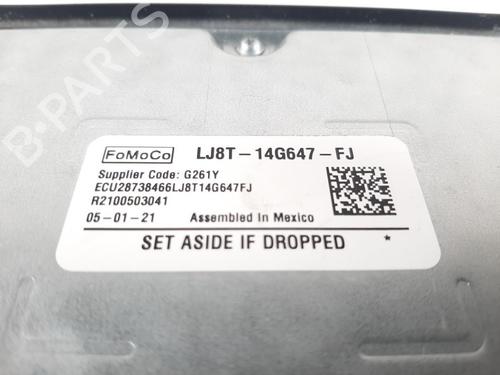 B-PARTS
FoMoCo LJ8T-14G647-FJ
Supplier Code: G261Y
ECU28738466LJ8T14G647FJ
R2100503041
05-01-21 Assembled In Mexico
SET ASIDE IF DROPPED *